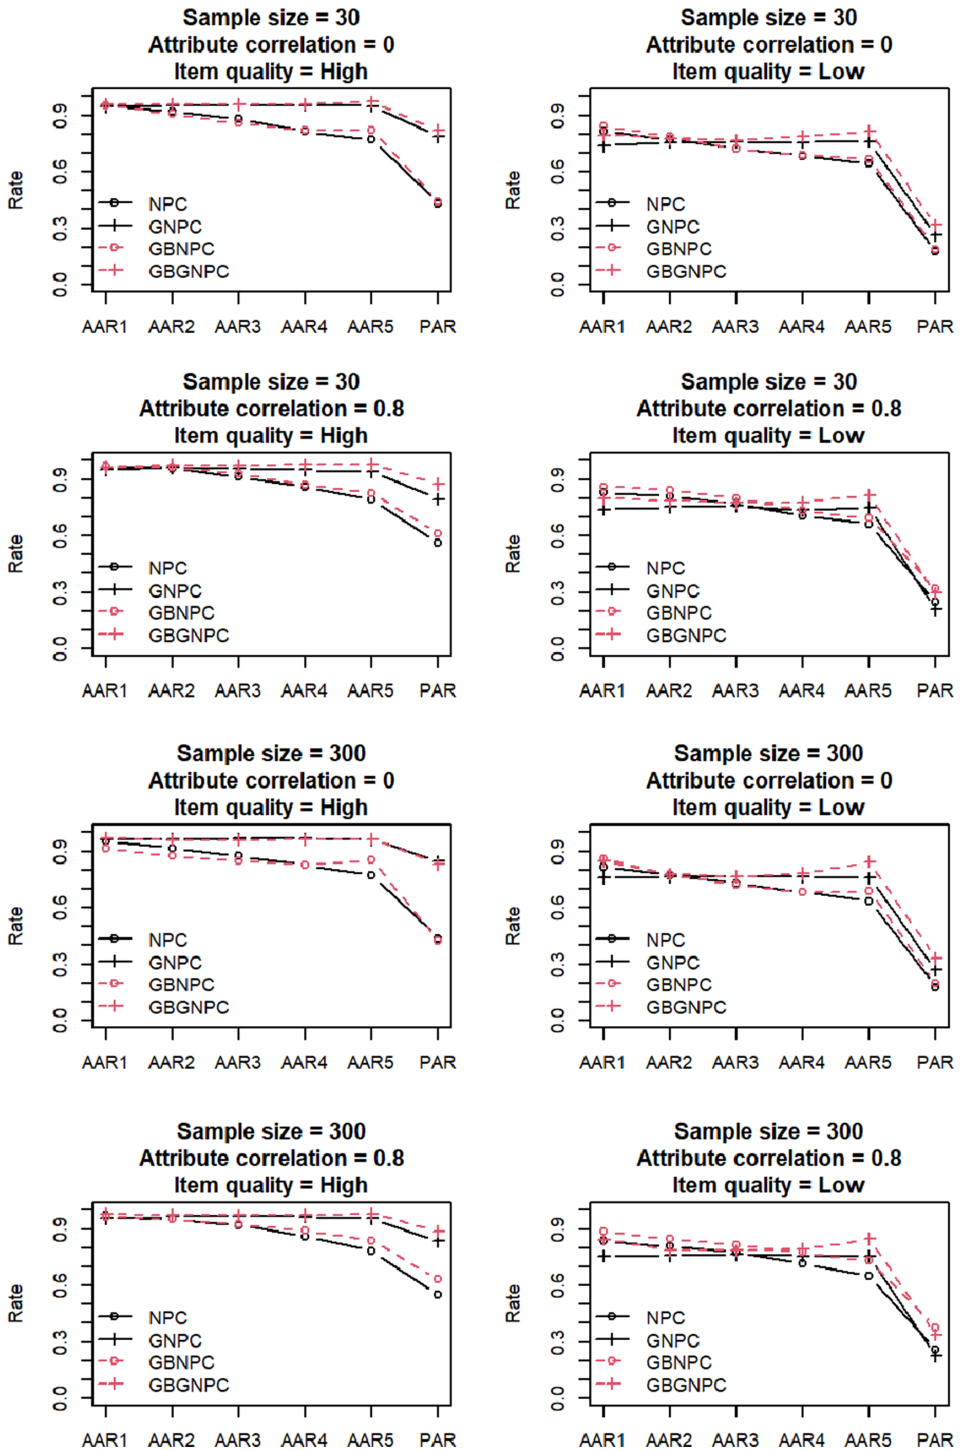 Sample size = 30
Attribute correlation = 0
Item quality = High
Rate
0.9
0.6
0.3
0.0
NPC
GNPC
GBNPC
GBGNPC
AAR1 AAR2 AAR3 AAR4 AAR5 PAR
Sample size = 30
Attribute correlation = 0
Item quality = Low
Rate
0.9
0.6
0.3
0.0
NPC
GNPC
GBNPC
GBGNPC
AAR1 AAR2 AAR3 AAR4 AAR5 PAR
Sample size = 30
Attribute correlation = 0.8
Item quality = High
Rate
0.9
0.6
0.3
0.0
NPC
GNPC
GBNPC
GBGNPC
AAR1 AAR2 AAR3 AAR4 AAR5 PAR
Sample size = 30
Attribute correlation = 0.8
Item quality = Low
Rate
0.9
0.6
0.3
0.0
NPC
GNPC
GBNPC
GBGNPC
AAR1 AAR2 AAR3 AAR4 AAR5 PAR
Sample size = 300
Attribute correlation = 0
Item quality = High
Rate
0.9
0.6
0.3
0.0
NPC
GNPC
GBNPC
GBGNPC
AAR1 AAR2 AAR3 AAR4 AAR5 PAR
Sample size = 300
Attribute correlation = 0
Item quality = Low
Rate
0.9
0.6
0.3
0.0
NPC
GNPC
GBNPC
GBGNPC
AAR1 AAR2 AAR3 AAR4 AAR5 PAR
Sample size = 300
Attribute correlation = 0.8
Item quality = High
Rate
0.9
0.6
0.3
0.0
NPC
GNPC
GBNPC
GBGNPC
AAR1 AAR2 AAR3 AAR4 AAR5 PAR
Sample size = 300
Attribute correlation = 0.8
Item quality = Low
Rate
0.9
0.6
0.3
0.0
NPC
GNPC
GBNPC
GBGNPC
AAR1 AAR2 AAR3 AAR4 AAR5 PAR